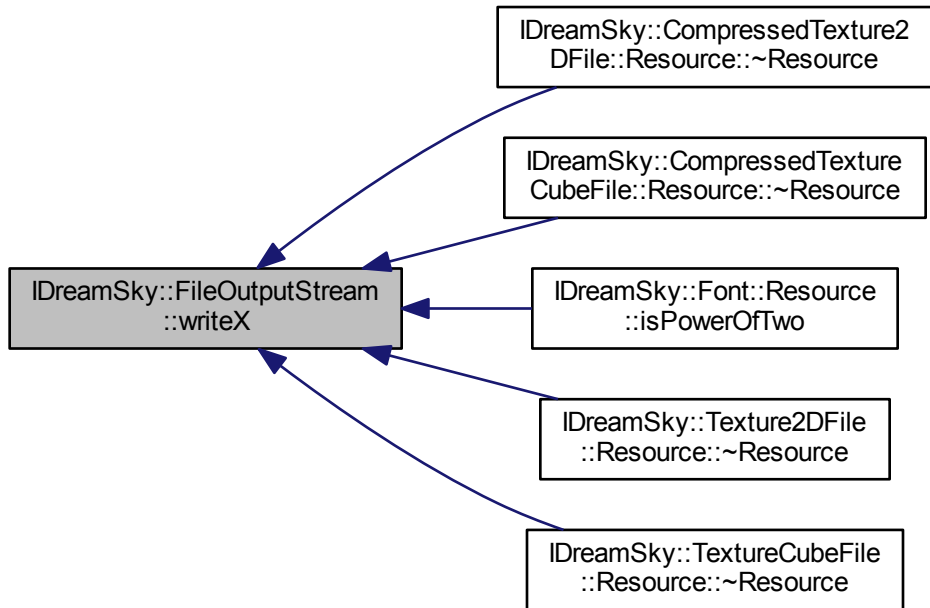 IDreamSky::CompressedTexture2
DFile::Resource::~Resource
IDreamSky::CompressedTexture
CubeFile::Resource::~Resource
IDreamSky::FileOutputStream
::writeX
IDreamSky::Font::Resource
::isPowerOfTwo
IDreamSky::Texture2DFile
::Resource::~Resource
IDreamSky::TextureCubeFile
::Resource::~Resource